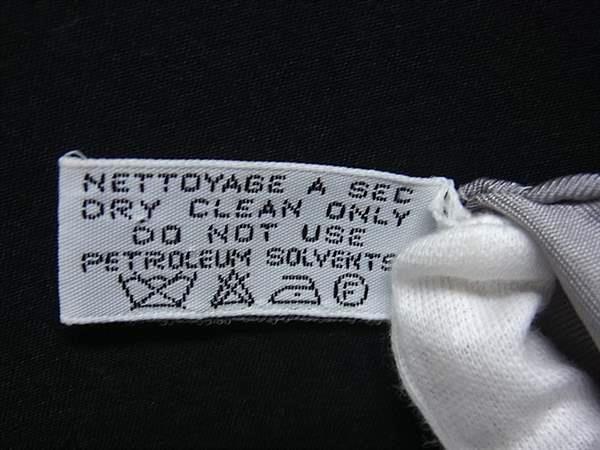 NETTOYAGE A SEC
DRY CLEAN ONLY
DO NOT USE
PETROLEUM SOLVENTS
F